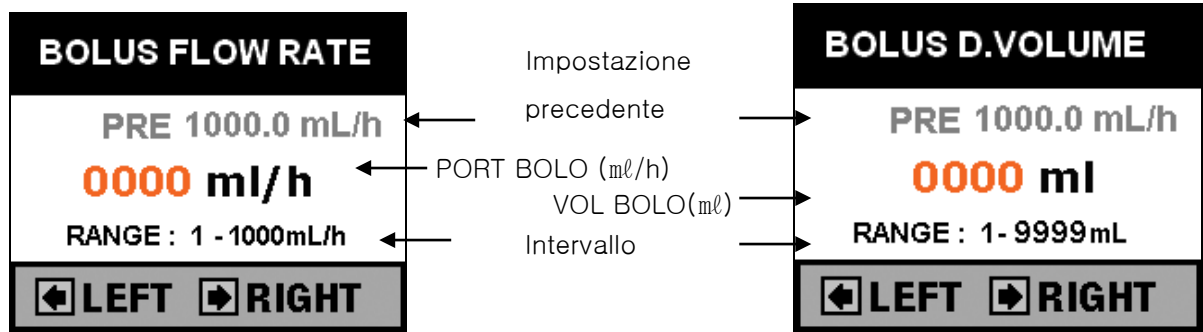 BOLUS FLOW RATE
PRE 1000.0 mL/h
0000 ml/h
RANGE : 1 - 1000mL/h
LEFT RIGHT
Impostazione
precedente
PORT BOLO (㎖/h)
VOL BOLO(㎖)
Intervallo
BOLUS D.VOLUME
PRE 1000.0 mL/h
0000 ml
RANGE : 1- 9999mL
LEFT RIGHT